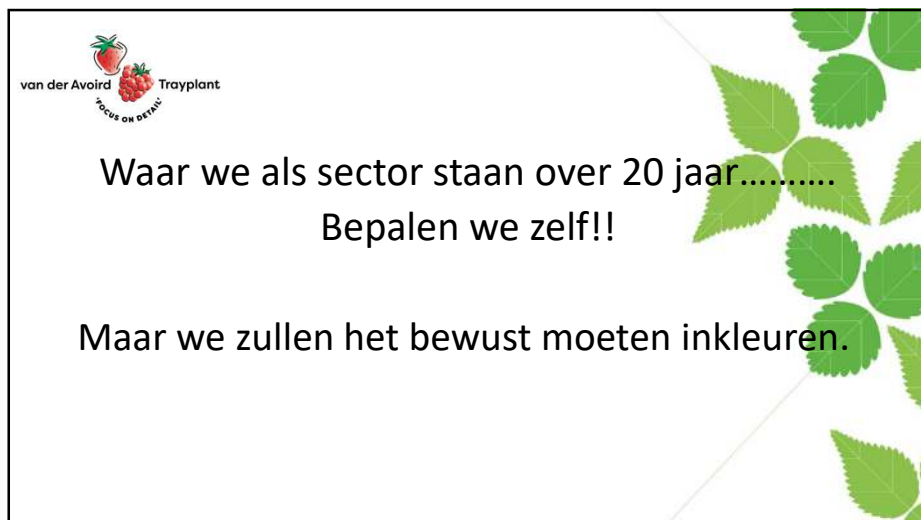 van der Avoird Trayplant
'FOCUS ON DETAIL'
Waar we als sector staan over 20 jaar……….
Bepalen we zelf!!
Maar we zullen het bewust moeten inkleuren.